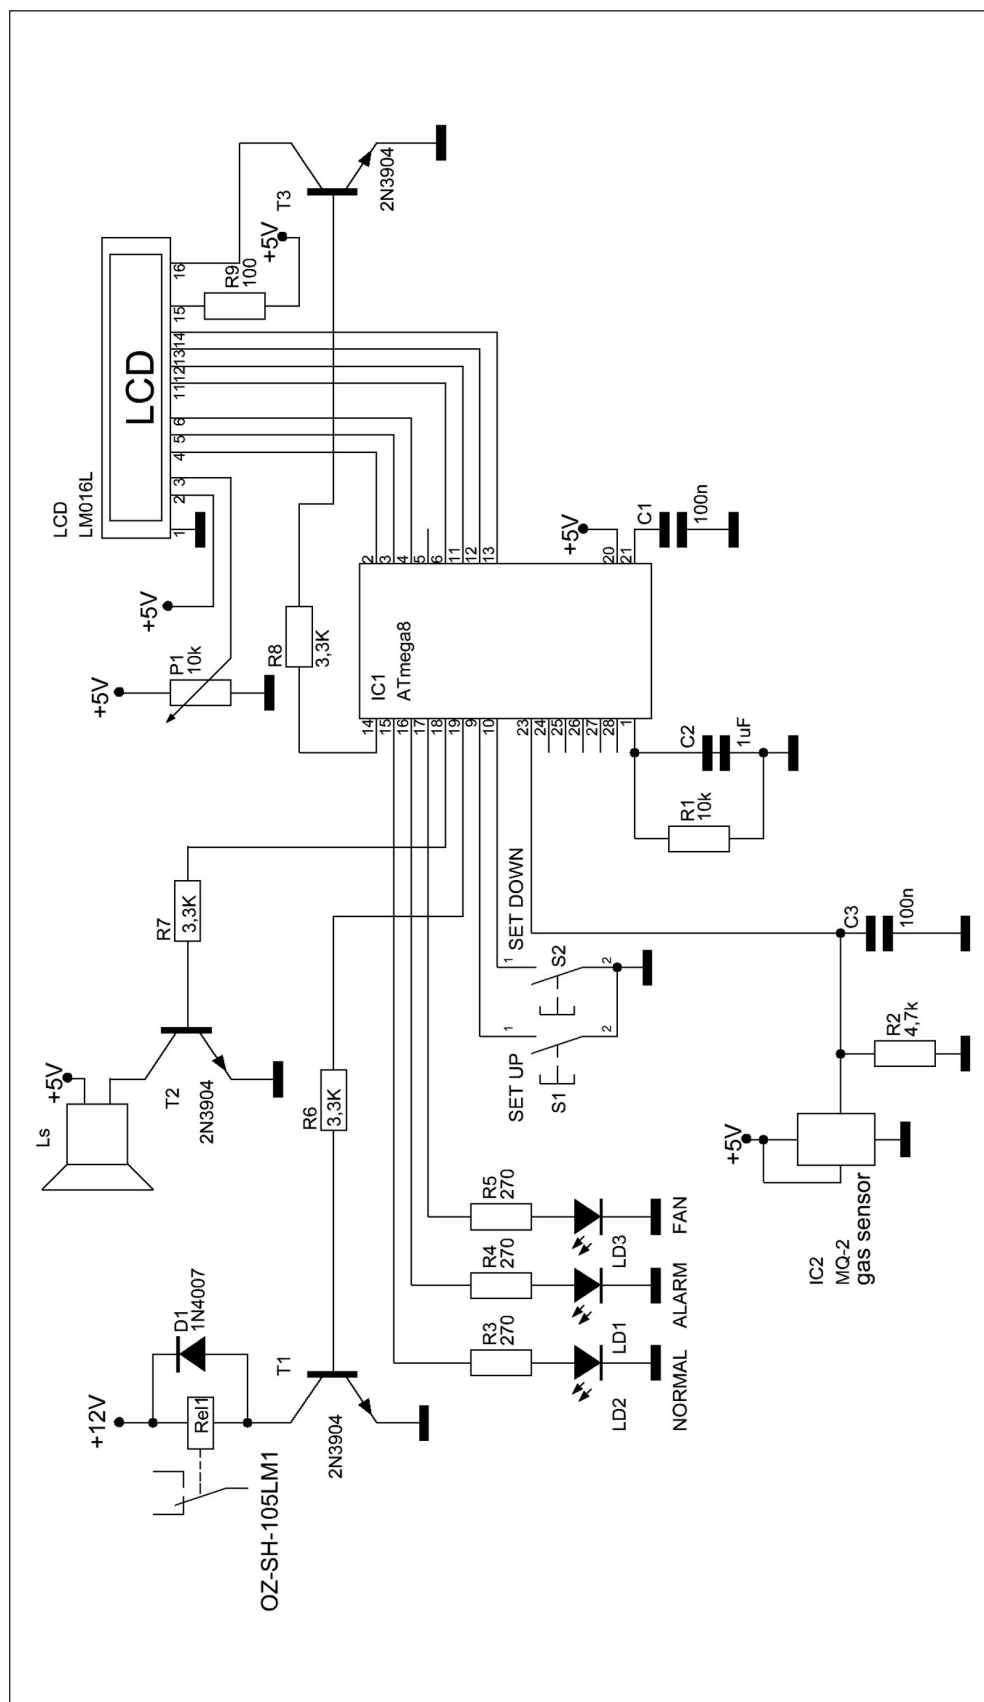 +12V
D1
1N4007
Rel1
OZ-SH-105LM1
T1
2N3904
+5V
Ls
T2
2N3904
R7
3,3K
R6
3,3K
+5V
P1
10k
+5V
LCD
LM016L
LCD
1
2
3
4
5
6
11
12
13
14
15
16
R9
100
+5V
T3
2N3904
R8
3,3K
IC1
ATmega8
14
15
16
17
18
19
9
10
23
24
25
26
27
28
1
2
3
4
5
6
11
12
13
20
21
+5V
C1
100n
C2
1uF
R1
10k
SET DOWN
1
S2
2
SET UP
1
S1
2
R3
270
R4
270
R5
270
LD2
LD1
LD3
NORMAL
ALARM
FAN
+5V
IC2
MQ-2
gas sensor
R2
4,7k
C3
100n